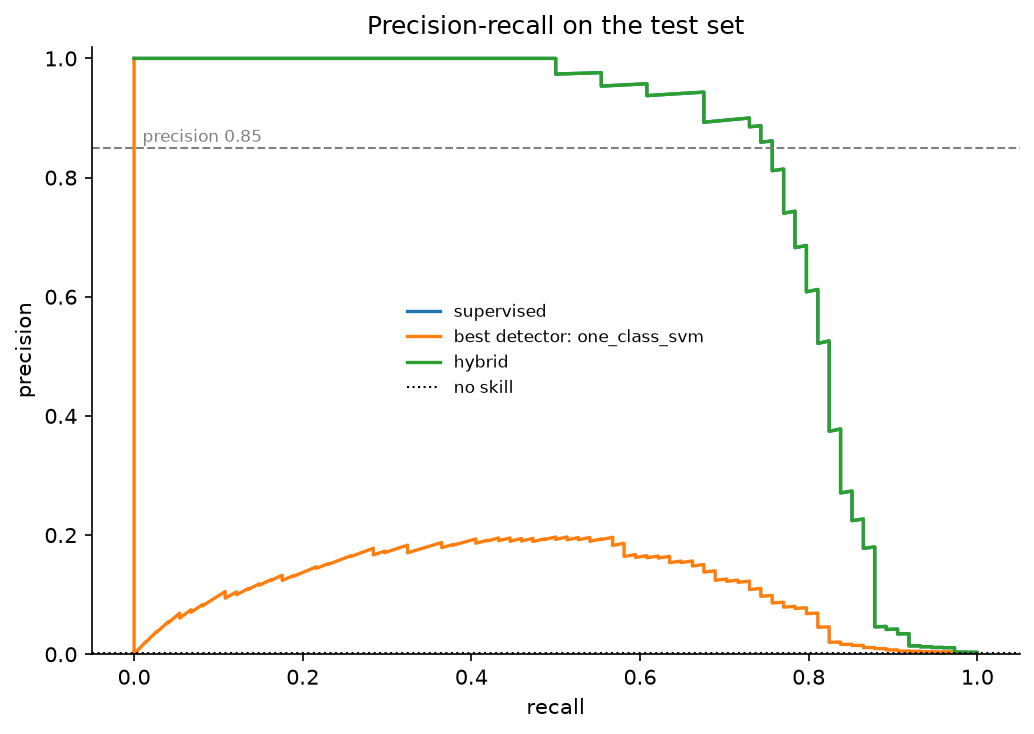 Precision-recall on the test set
precision
1.0
0.8
0.6
0.4
0.2
0.0
precision 0.85
supervised
best detector: one_class_svm
hybrid
no skill
0.0 0.2 0.4 0.6 0.8 1.0
recall